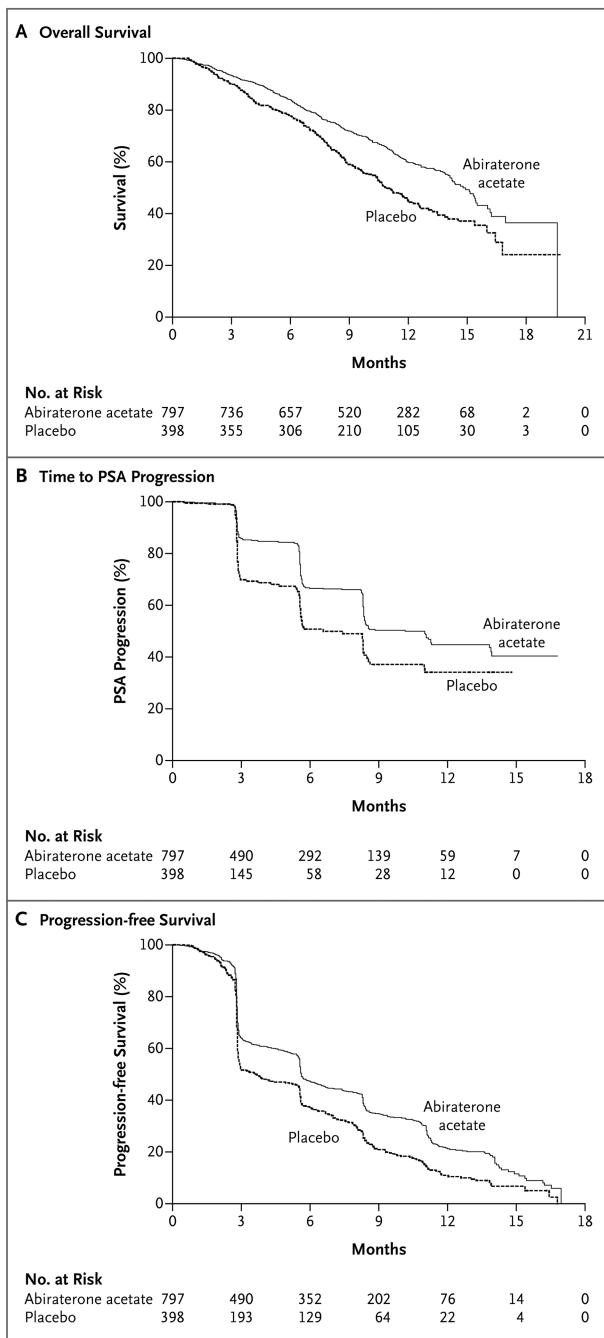 A Overall Survival
100
80
60
40
20
0
Survival (%)
Abiraterone
acetate
Placebo
0 3 6 9 12 15 18 21
Months
No. at Risk
Abiraterone acetate 797 736 657 520 282 68 2 0
Placebo 398 355 306 210 105 30 3 0
B Time to PSA Progression
100
80
60
40
20
0
PSA Progression (%)
Abiraterone
acetate
Placebo
0 3 6 9 12 15 18
Months
No. at Risk
Abiraterone acetate 797 490 292 139 59 7 0
Placebo 398 145 58 28 12 0 0
C Progression-free Survival
100
80
60
40
20
0
Progression-free Survival (%)
Abiraterone
acetate
Placebo
0 3 6 9 12 15 18
Months
No. at Risk
Abiraterone acetate 797 490 352 202 76 14 0
Placebo 398 193 129 64 22 4 0